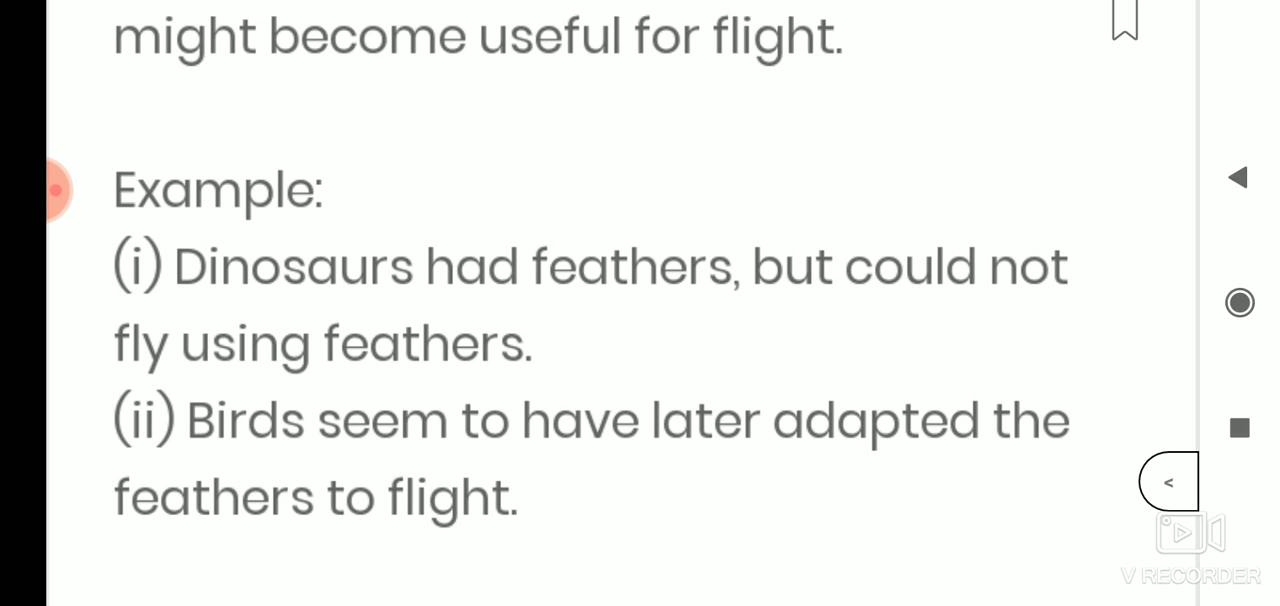 might become useful for flight.
Example:
(i) Dinosaurs had feathers, but could not
fly using feathers.
(ii) Birds seem to have later adapted the
feathers to flight.
<
V RECORDER